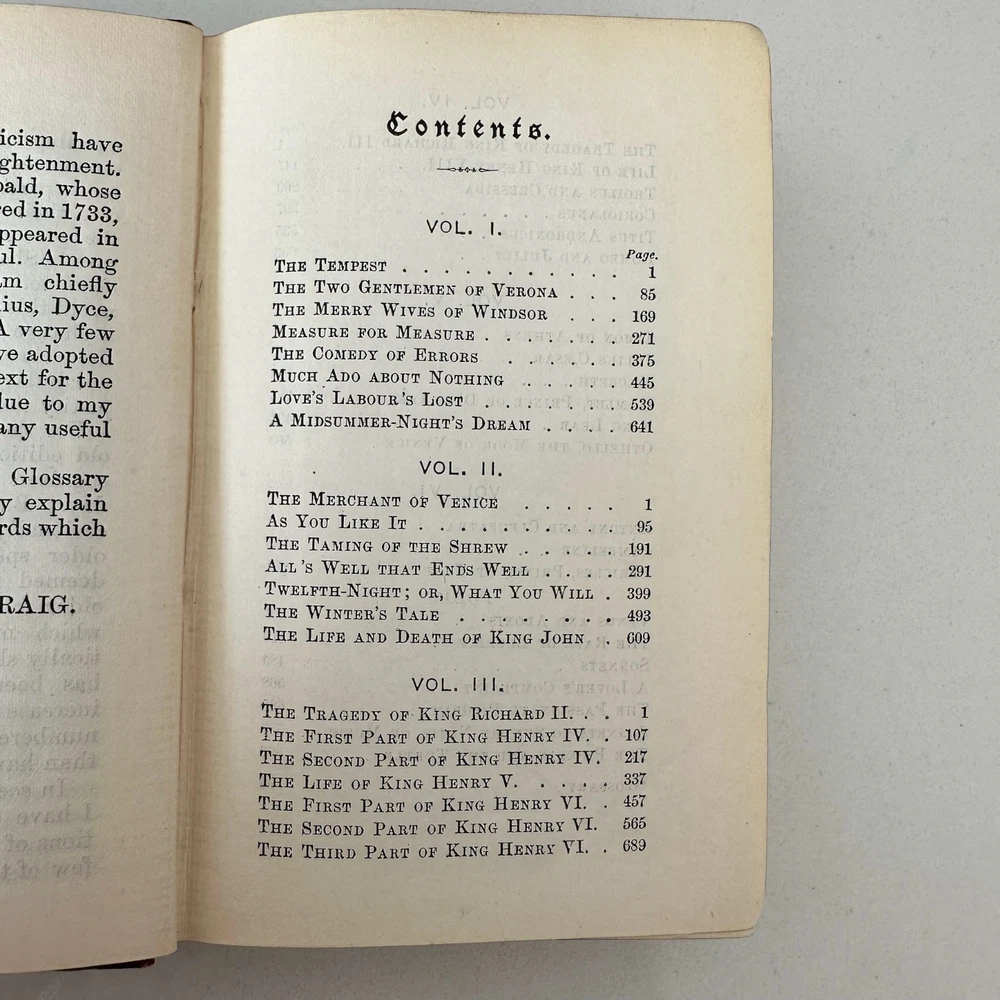 icism have
ghtenment.
bald, whose
red in 1733,
ppeared in
ul. Among
am chiefly
ius, Dyce,
A very few
ve adopted
ext for the
lue to my
any useful
Glossary
y explain
rds which
RAIG.
Contents.
VOL. I.
Page.
THE TEMPEST . . . . . . . . . . . 1
THE TWO GENTLEMEN OF VERONA . . . 85
THE MERRY WIVES OF WINDSOR . . . 169
MEASURE FOR MEASURE . . . . . . 271
THE COMEDY OF ERRORS . . . . . 375
MUCH ADO ABOUT NOTHING . . . . . 445
LOVE'S LABOUR'S LOST . . . . . . 539
A MIDSUMMER-NIGHT'S DREAM . . . . 641
VOL. II.
THE MERCHANT OF VENICE . . . . . 1
AS YOU LIKE IT . . . . . . . . . 95
THE TAMING OF THE SHREW . . . . . 191
ALL'S WELL THAT ENDS WELL . . . . 291
TWELFTH-NIGHT; OR, WHAT YOU WILL . 399
THE WINTER'S TALE . . . . . . . . 493
THE LIFE AND DEATH OF KING JOHN . 609
VOL. III.
THE TRAGEDY OF KING RICHARD II. . . 1
THE FIRST PART OF KING HENRY IV. . 107
THE SECOND PART OF KING HENRY IV. 217
THE LIFE OF KING HENRY V. . . . . 337
THE FIRST PART OF KING HENRY VI. . 457
THE SECOND PART OF KING HENRY VI. 565
THE THIRD PART OF KING HENRY VI. . 689